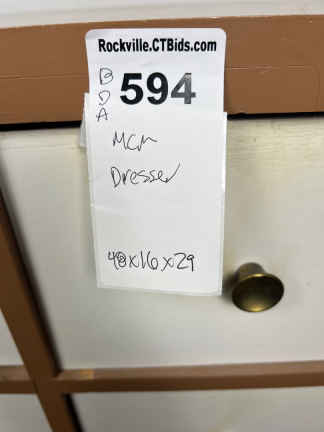 Rockville.CTBids.com
B
D
A
594
MCM
Dresser
48x16x29